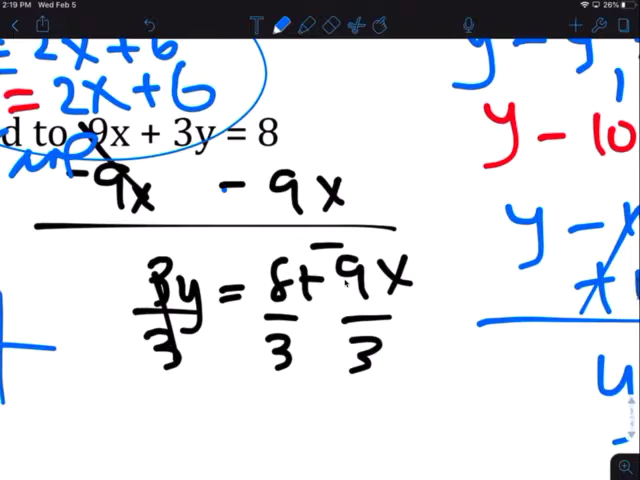 2:19 PM Wed Feb 5 26%
= 2x + 6
= 2x + 6
y -
1
d to 9x + 3y = 8
y - 10
- 9x - 9x
y -
3y = 8 + -9x
3 3 3